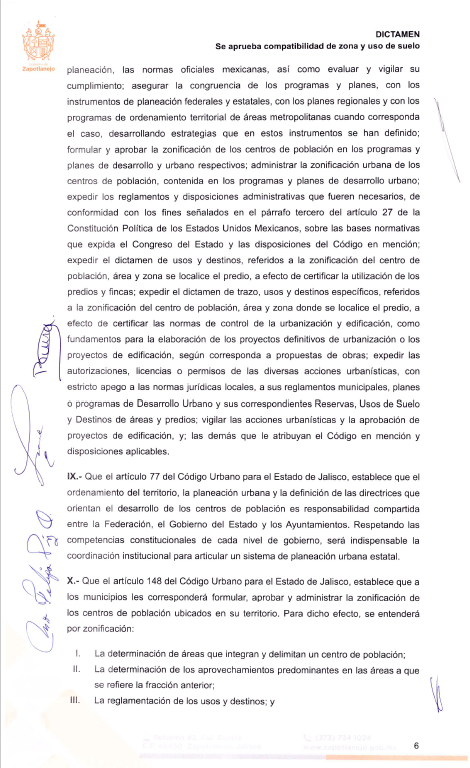 DICTAMEN
Se aprueba compatibilidad de zona y uso de suelo
Zapotlanejo
planeación, las normas oficiales mexicanas, así como evaluar y vigilar su
cumplimiento; asegurar la congruencia de los programas y planes, con los
instrumentos de planeación federales y estatales, con los planes regionales y con los
programas de ordenamiento territorial de áreas metropolitanas cuando corresponda
el caso, desarrollando estrategias que en estos instrumentos se han definido;
formular y aprobar la zonificación de los centros de población en los programas y
planes de desarrollo y urbano respectivos; administrar la zonificación urbana de los
centros de población, contenida en los programas y planes de desarrollo urbano;
expedir los reglamentos y disposiciones administrativas que fueren necesarios, de
conformidad con los fines señalados en el párrafo tercero del artículo 27 de la
Constitución Política de los Estados Unidos Mexicanos, sobre las bases normativas
que expida el Congreso del Estado y las disposiciones del Código en mención;
expedir el dictamen de usos y destinos, referidos a la zonificación del centro de
población, área y zona se localice el predio, a efecto de certificar la utilización de los
predios y fincas; expedir el dictamen de trazo, usos y destinos específicos, referidos
a la zonificación del centro de población, área y zona donde se localice el predio, a
efecto de certificar las normas de control de la urbanización y edificación, como
fundamentos para la elaboración de los proyectos definitivos de urbanización o los
proyectos de edificación, según corresponda a propuestas de obras; expedir las
autorizaciones, licencias o permisos de las diversas acciones urbanísticas, con
estricto apego a las normas jurídicas locales, a sus reglamentos municipales, planes
o programas de Desarrollo Urbano y sus correspondientes Reservas, Usos de Suelo
y Destinos de áreas y predios; vigilar las acciones urbanísticas y la aprobación de
proyectos de edificación, y; las demás que le atribuyan el Código en mención y
disposiciones aplicables.
IX.- Que el artículo 77 del Código Urbano para el Estado de Jalisco, establece que el
ordenamiento del territorio, la planeación urbana y la definición de las directrices que
orientan el desarrollo de los centros de población es responsabilidad compartida
entre la Federación, el Gobierno del Estado y los Ayuntamientos. Respetando las
competencias constitucionales de cada nivel de gobierno, será indispensable la
coordinación institucional para articular un sistema de planeación urbana estatal.
X.- Que el artículo 148 del Código Urbano para el Estado de Jalisco, establece que a
los municipios les corresponderá formular, aprobar y administrar la zonificación de
los centros de población ubicados en su territorio. Para dicho efecto, se entenderá
por zonificación:
I. La determinación de áreas que integran y delimitan un centro de población;
II. La determinación de los aprovechamientos predominantes en las áreas a que
se refiere la fracción anterior;
III. La reglamentación de los usos y destinos; y
6